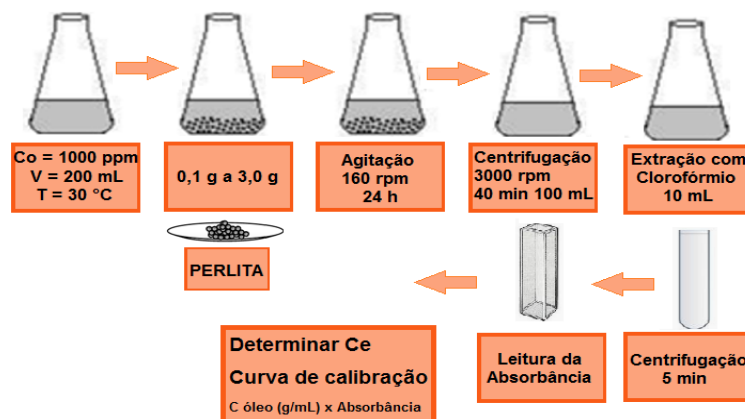 Co = 1000 ppm
V = 200 mL
T = 30 °C
0,1 g a 3,0 g
Agitação
160 rpm
24 h
Centrifugação
3000 rpm
40 min 100 mL
Extração com
Clorofórmio
10 mL
PERLITA
Determinar Ce
Curva de calibração
C óleo (g/mL) x Absorbância
Leitura da
Absorbância
Centrifugação
5 min